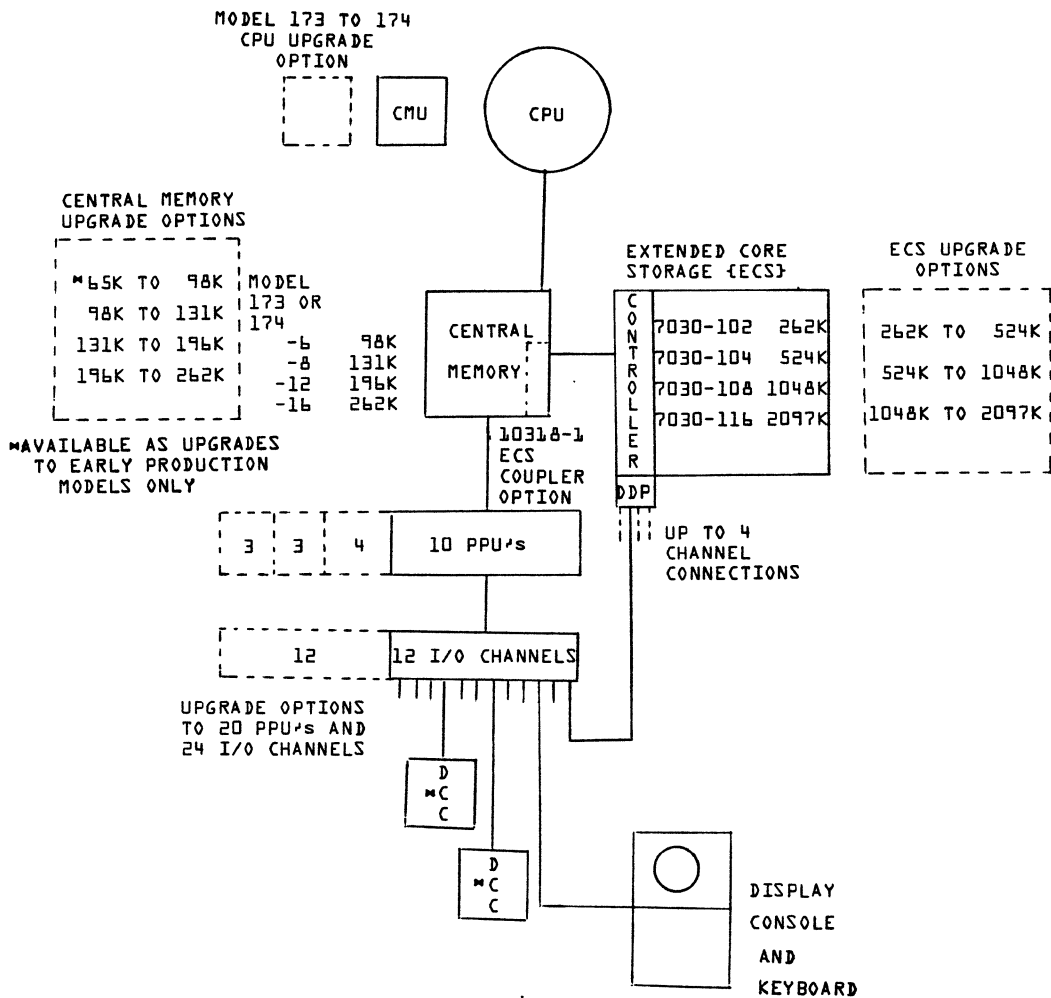 MODEL 173 TO 174
CPU UPGRADE
OPTION
CMU
CPU
CENTRAL MEMORY
UPGRADE OPTIONS
*65K TO 98K
98K TO 131K
131K TO 196K
196K TO 262K
MODEL
173 OR
174
-6 98K
-8 131K
-12 196K
-16 262K
*AVAILABLE AS UPGRADES
TO EARLY PRODUCTION
MODELS ONLY
CENTRAL
MEMORY
10318-1
ECS
COUPLER
OPTION
EXTENDED CORE
STORAGE {ECS}
CONTROLLER
7030-102 262K
7030-104 524K
7030-108 1048K
7030-116 2097K
DDP
UP TO 4
CHANNEL
CONNECTIONS
ECS UPGRADE
OPTIONS
262K TO 524K
524K TO 1048K
1048K TO 2097K
3 3 4 10 PPU's
12 12 I/O CHANNELS
UPGRADE OPTIONS
TO 20 PPU's AND
24 I/O CHANNELS
D
*C
C
D
*C
C
DISPLAY
CONSOLE
AND
KEYBOARD